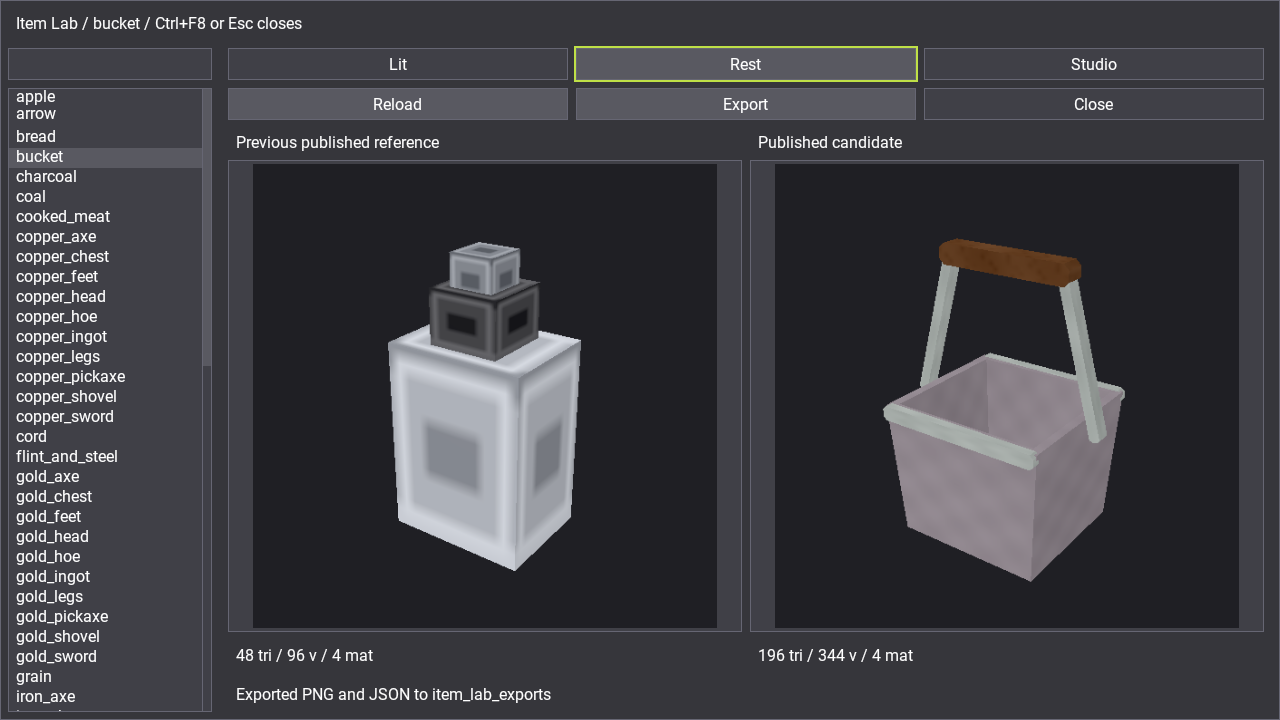 Item Lab / bucket / Ctrl+F8 or Esc closes
Lit
Rest
Studio
Reload
Export
Close
apple
arrow
bread
bucket
charcoal
coal
cooked_meat
copper_axe
copper_chest
copper_feet
copper_head
copper_hoe
copper_ingot
copper_legs
copper_pickaxe
copper_shovel
copper_sword
cord
flint_and_steel
gold_axe
gold_chest
gold_feet
gold_head
gold_hoe
gold_ingot
gold_legs
gold_pickaxe
gold_shovel
gold_sword
grain
iron_axe
Previous published reference
Published candidate
48 tri / 96 v / 4 mat
196 tri / 344 v / 4 mat
Exported PNG and JSON to item_lab_exports